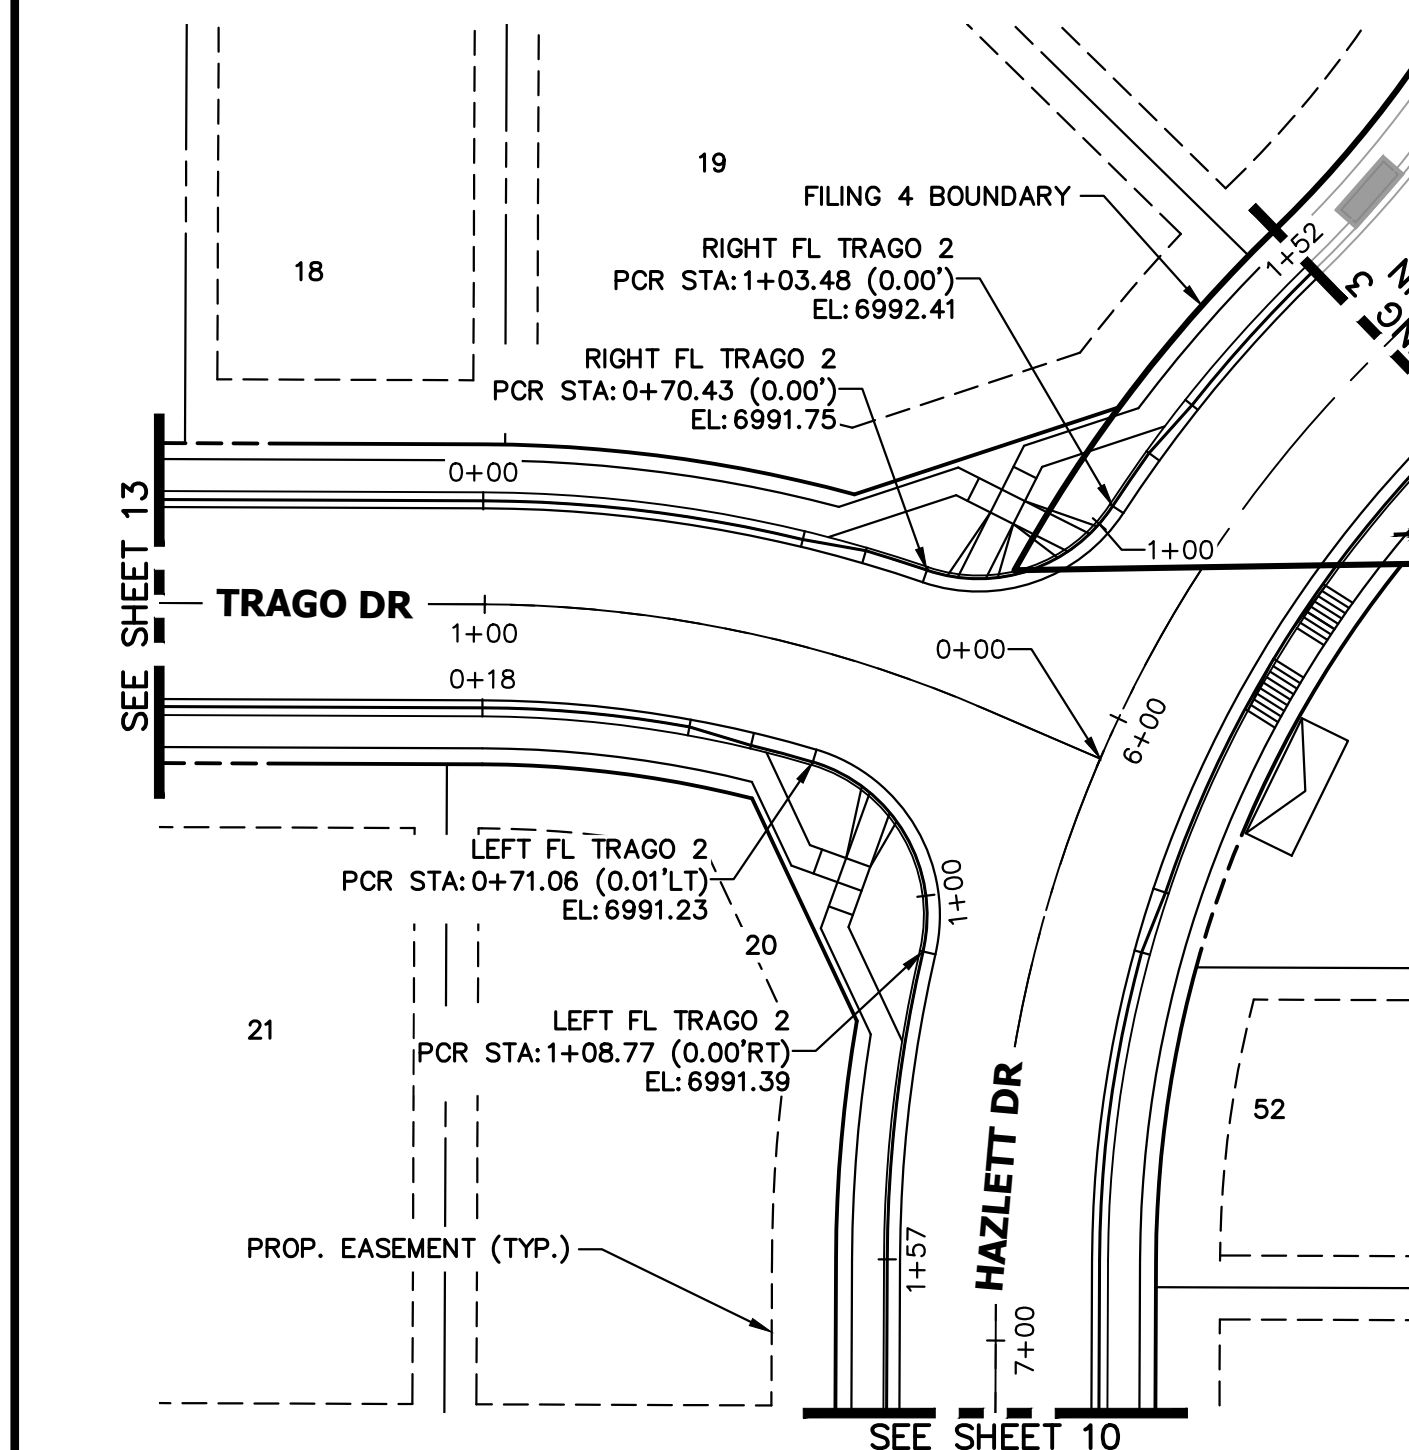 19
FILING 4 BOUNDARY
RIGHT FL TRAGO 2
PCR STA:1+03.48 (0.00')
EL:6992.41
1+52
3
18
RIGHT FL TRAGO 2
PCR STA:0+70.43 (0.00')
EL:6991.75
0+00
SEE SHEET 13
1+00
TRAGO DR
1+00
0+00
0+18
6+00
LEFT FL TRAGO 2
PCR STA:0+71.06 (0.01'LT)
EL:6991.23
1+00
20
21
LEFT FL TRAGO 2
PCR STA:1+08.77 (0.00'RT)
EL:6991.39
HAZLETT DR
52
PROP. EASEMENT (TYP.)
1+57
7+00
SEE SHEET 10